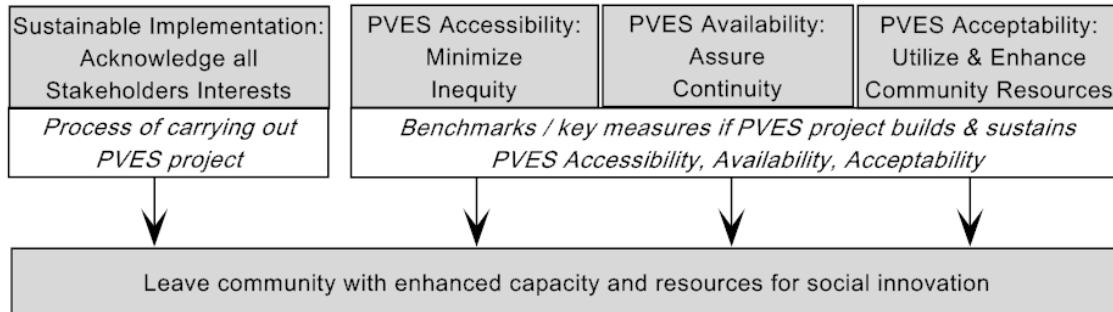 Sustainable Implementation:
Acknowledge all
Stakeholders Interests
Process of carrying out
PVES project
PVES Accessibility:
Minimize
Inequity
PVES Availability:
Assure
Continuity
PVES Acceptability:
Utilize & Enhance
Community Resources
Benchmarks / key measures if PVES project builds & sustains
PVES Accessibility, Availability, Acceptability
Leave community with enhanced capacity and resources for social innovation